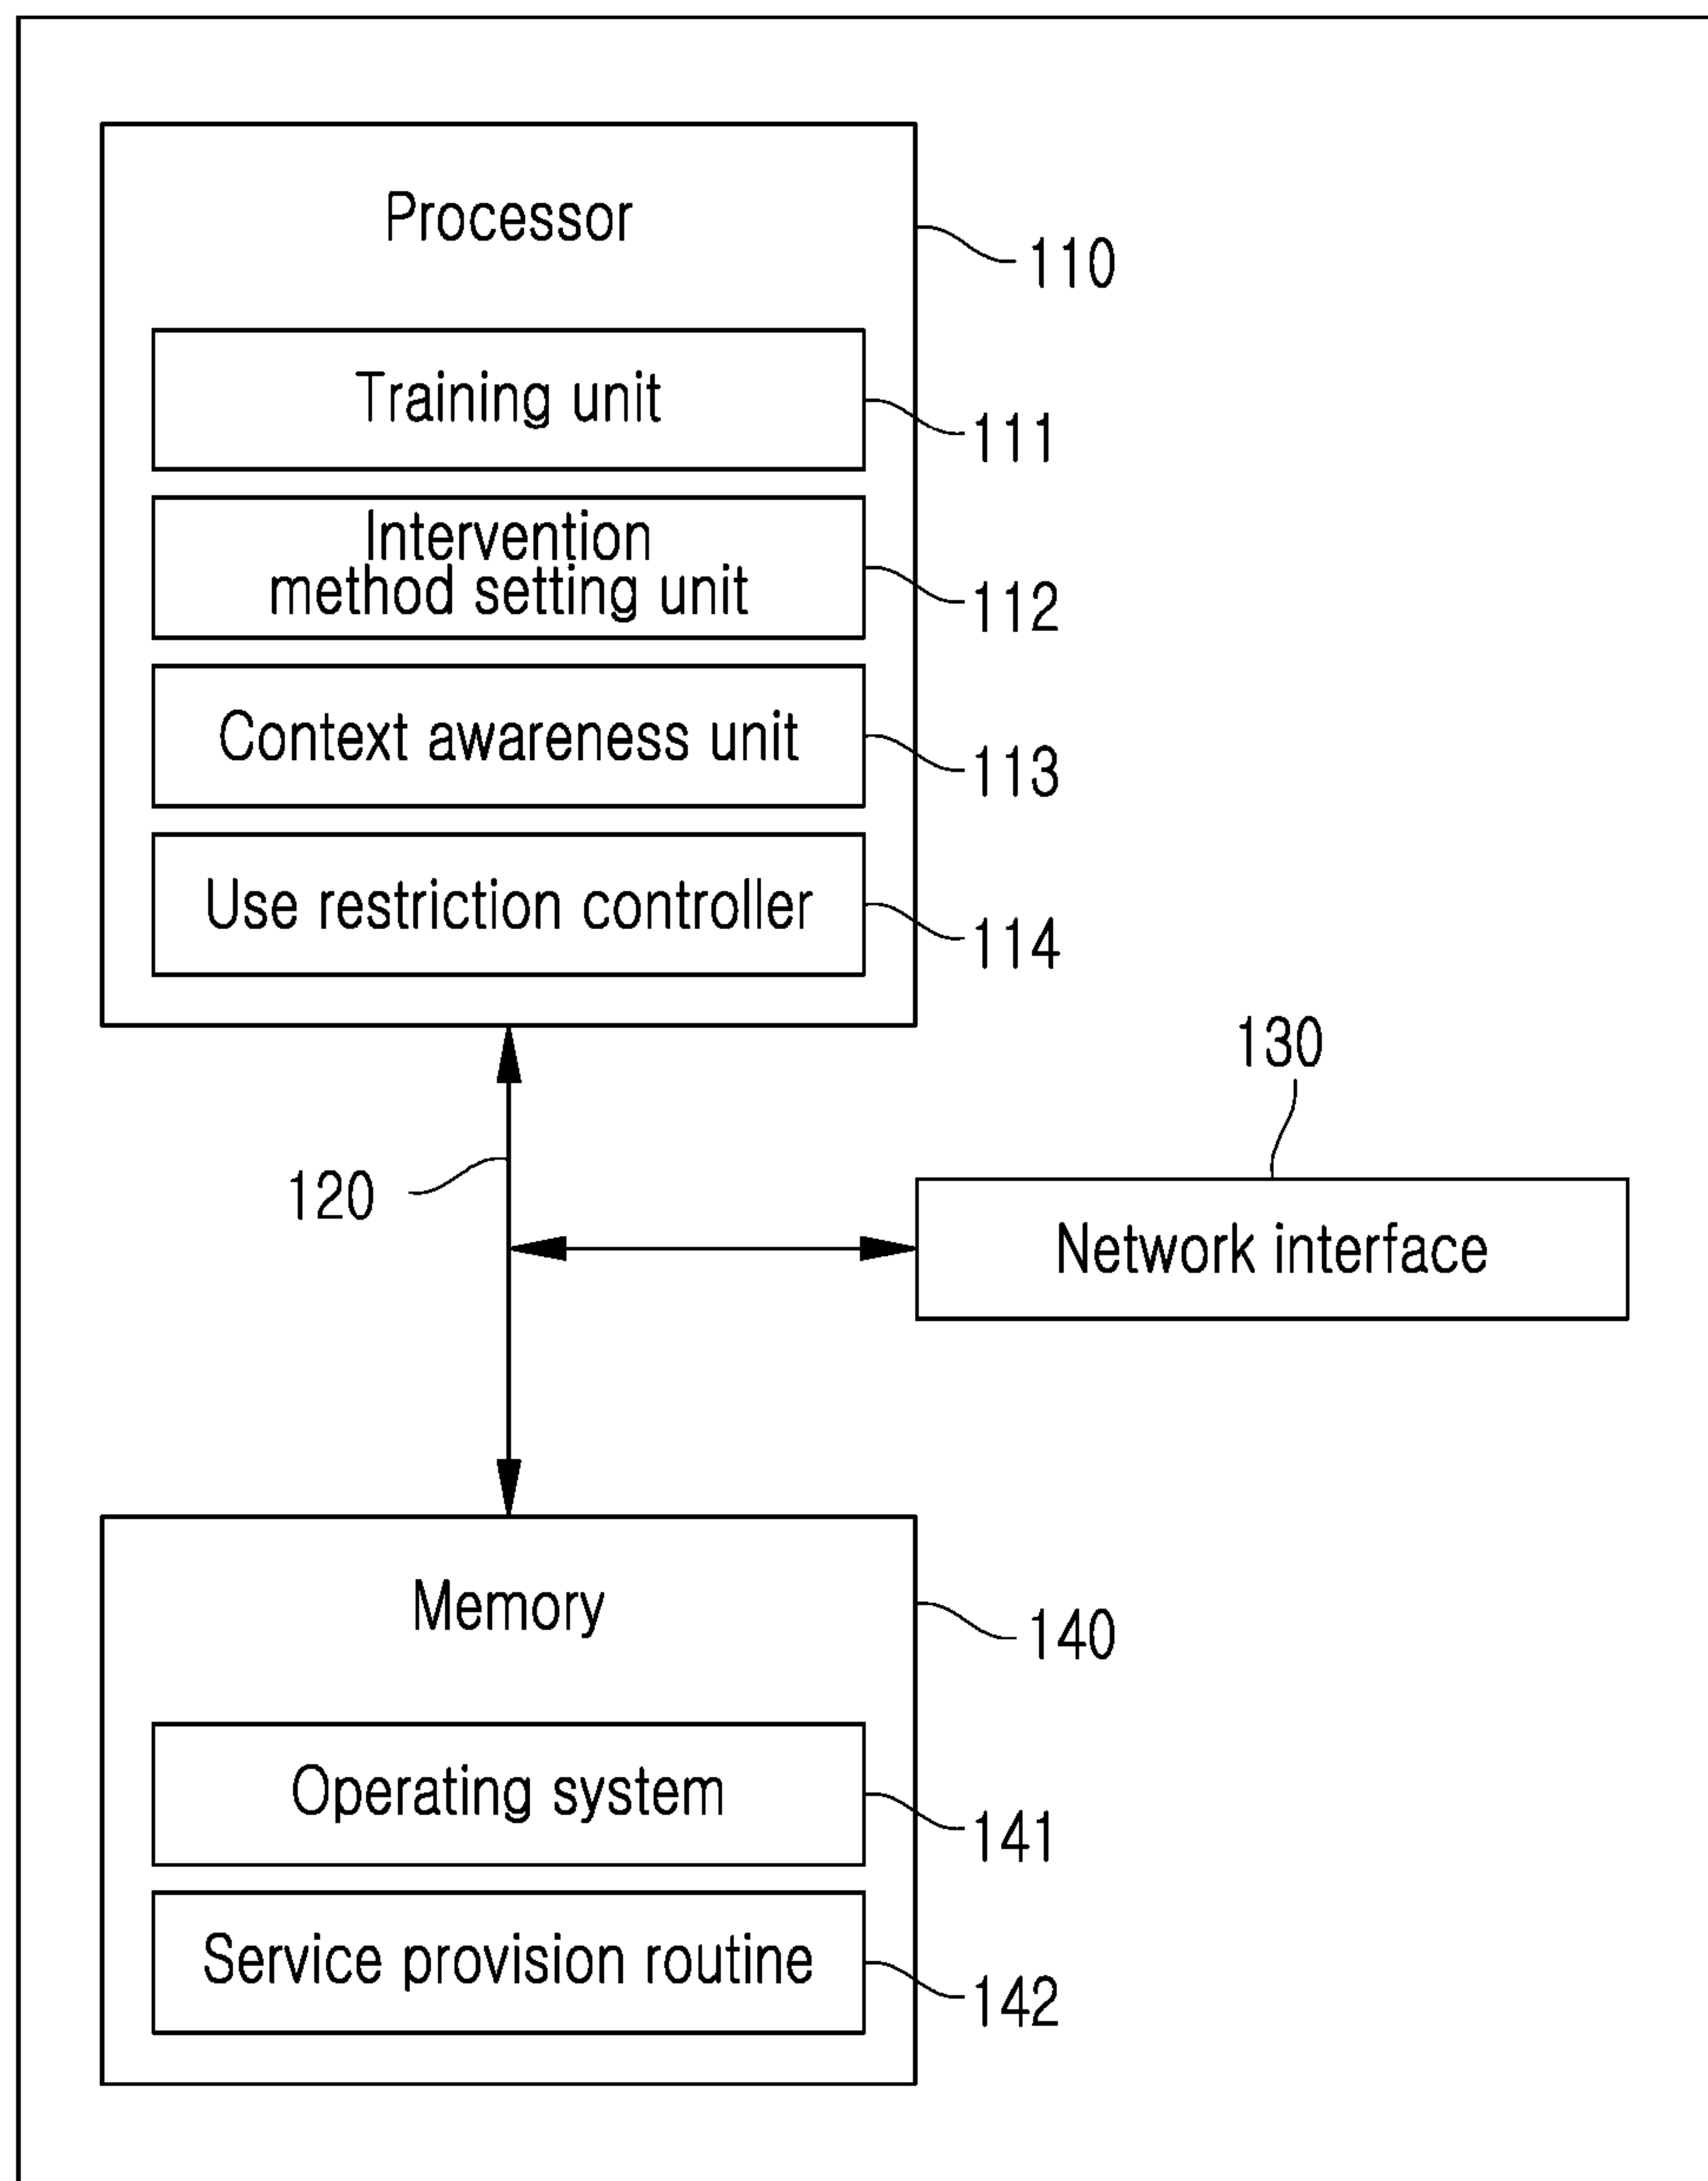 Processor
110
Training unit
111
Intervention
method setting unit
112
Context awareness unit
113
Use restriction controller
114
130
120
Network interface
Memory
140
Operating system
141
Service provision routine
142